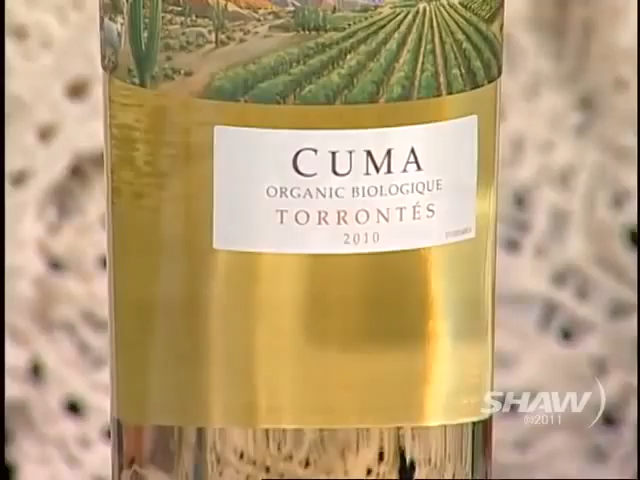 CUMA
ORGANIC BIOLOGIQUE
TORRONTÉS
2010
SHAW)
©2011